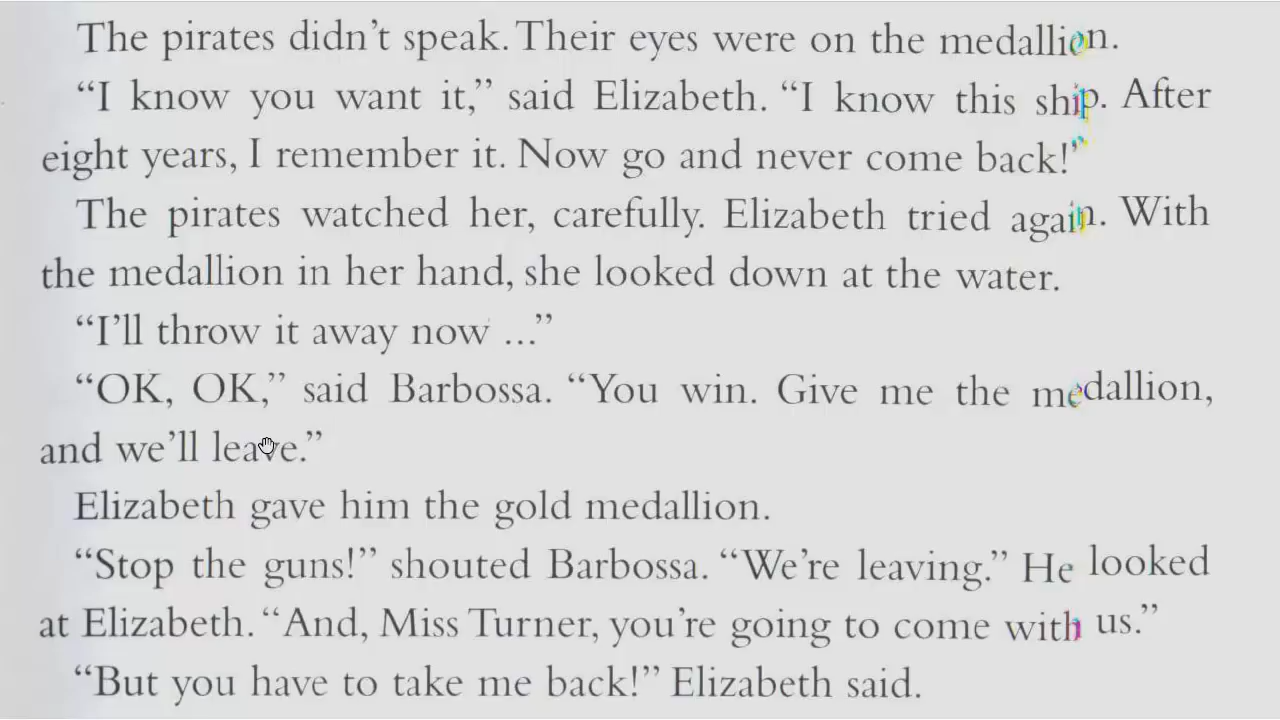 The pirates didn't speak. Their eyes were on the medallion.
“I know you want it,” said Elizabeth. “I know this ship. After
eight years, I remember it. Now go and never come back!”
The pirates watched her, carefully. Elizabeth tried again. With
the medallion in her hand, she looked down at the water.
“I'll throw it away now ...”
“OK, OK,” said Barbossa. “You win. Give me the medallion,
and we'll leave.”
Elizabeth gave him the gold medallion.
“Stop the guns!” shouted Barbossa. “We're leaving.” He looked
at Elizabeth. “And, Miss Turner, you're going to come with us.”
“But you have to take me back!” Elizabeth said.